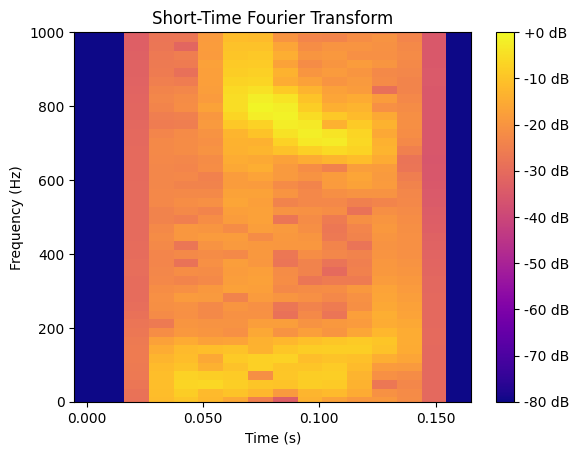 Short-Time Fourier Transform
1000
800
600
400
200
0
Frequency (Hz)
0.000
0.050
0.100
0.150
Time (s)
+0 dB
-10 dB
-20 dB
-30 dB
-40 dB
-50 dB
-60 dB
-70 dB
-80 dB